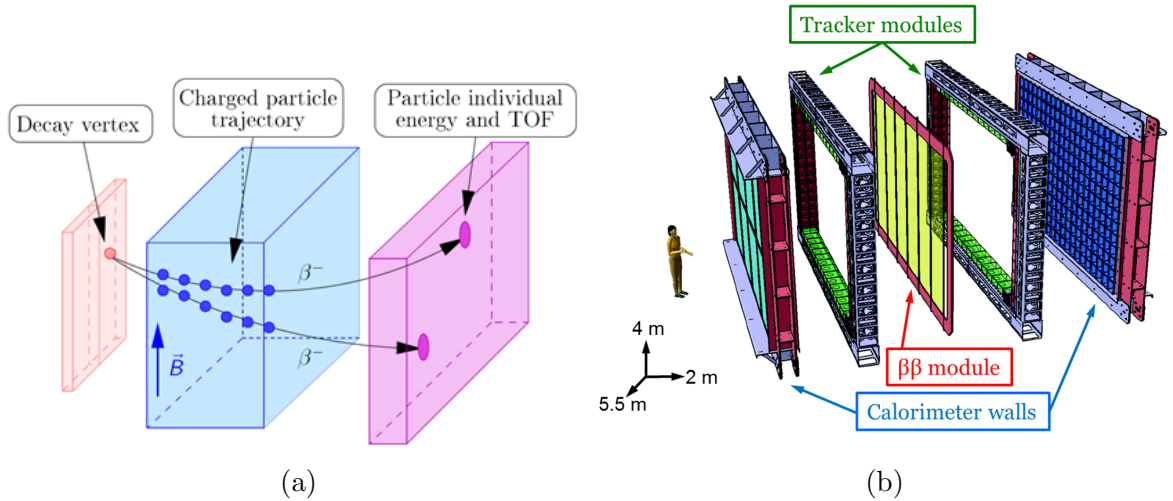 Decay vertex
Charged particle
trajectory
Particle individual
energy and TOF
β⁻
β⁻
B⃗
(a)
Tracker modules
4 m
2 m
5.5 m
ββ module
Calorimeter walls
(b)